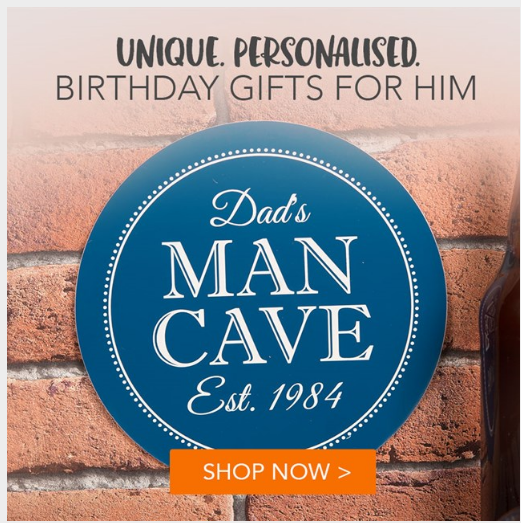 UNIQUE. PERSONALISED.
BIRTHDAY GIFTS FOR HIM
Dad's
MAN
CAVE
Est. 1984
SHOP NOW >